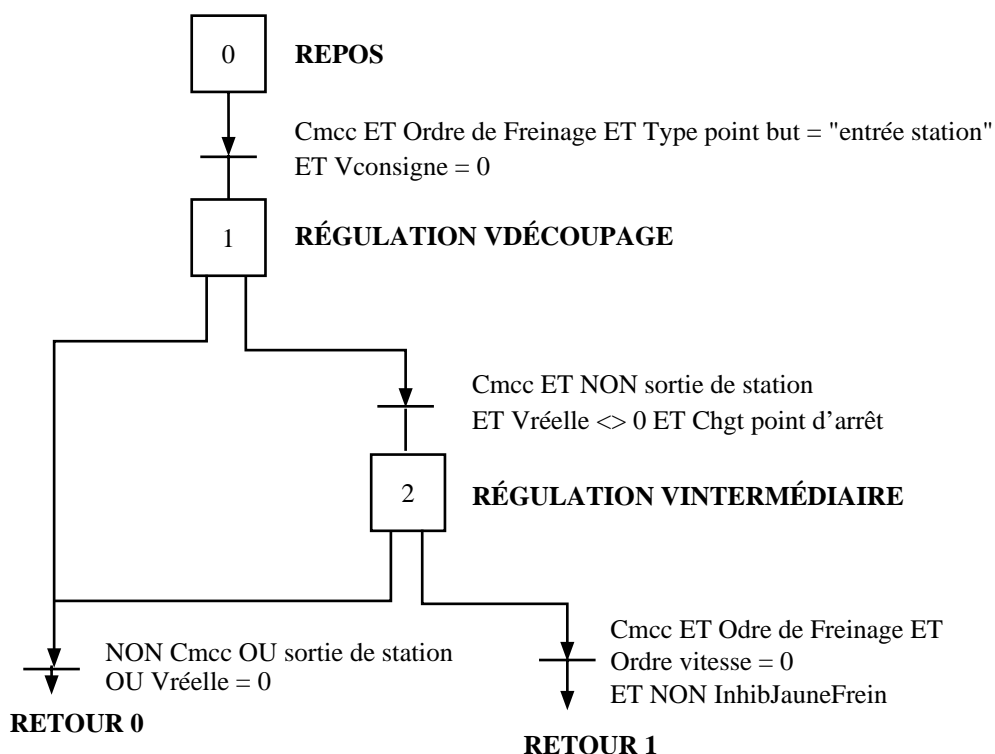 0
REPOS
Cmcc ET Ordre de Freinage ET Type point but = "entrée station"
ET Vconsigne = 0
1
RÉGULATION VDÉCOUPAGE
Cmcc ET NON sortie de station
ET Vréelle <> 0 ET Chgt point d’arrêt
2
RÉGULATION VINTERMÉDIAIRE
NON Cmcc OU sortie de station
OU Vréelle = 0
RETOUR 0
Cmcc ET Odre de Freinage ET
Ordre vitesse = 0
ET NON InhibJauneFrein
RETOUR 1